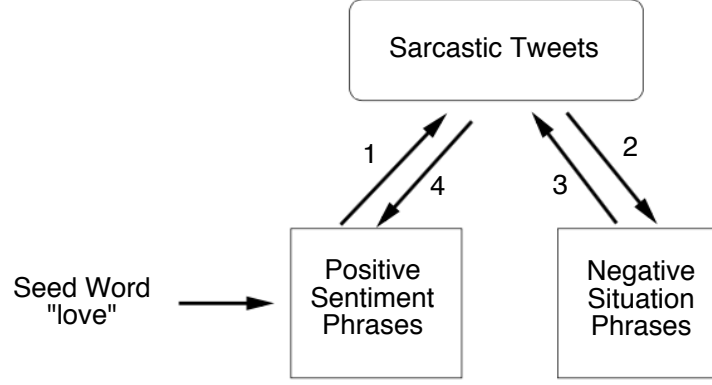 Sarcastic Tweets
1
2
4
3
Positive
Sentiment
Phrases
Negative
Situation
Phrases
Seed Word
"love"